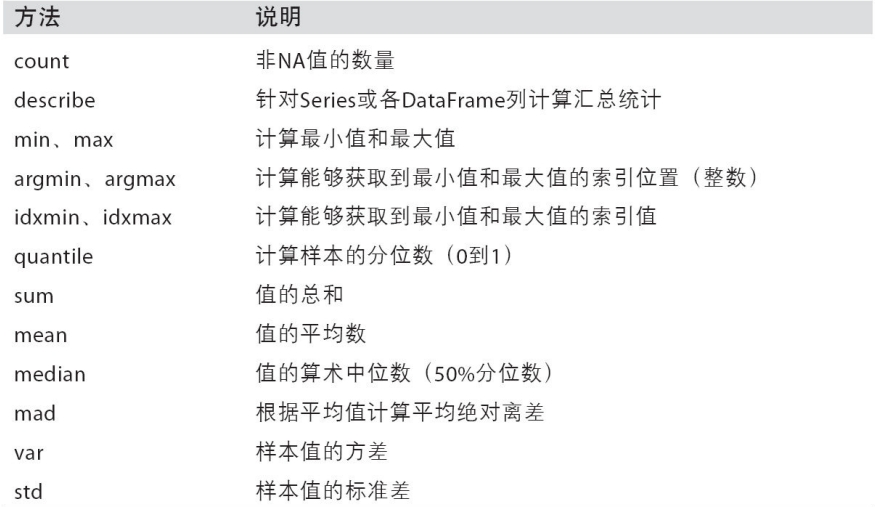 方法 说明
count 非NA值的数量
describe 针对Series或各DataFrame列计算汇总统计
min、max 计算最小值和最大值
argmin、argmax 计算能够获取到最小值和最大值的索引位置（整数）
idxmin、idxmax 计算能够获取到最小值和最大值的索引值
quantile 计算样本的分位数（0到1）
sum 值的总和
mean 值的平均数
median 值的算术中位数（50%分位数）
mad 根据平均值计算平均绝对离差
var 样本值的方差
std 样本值的标准差